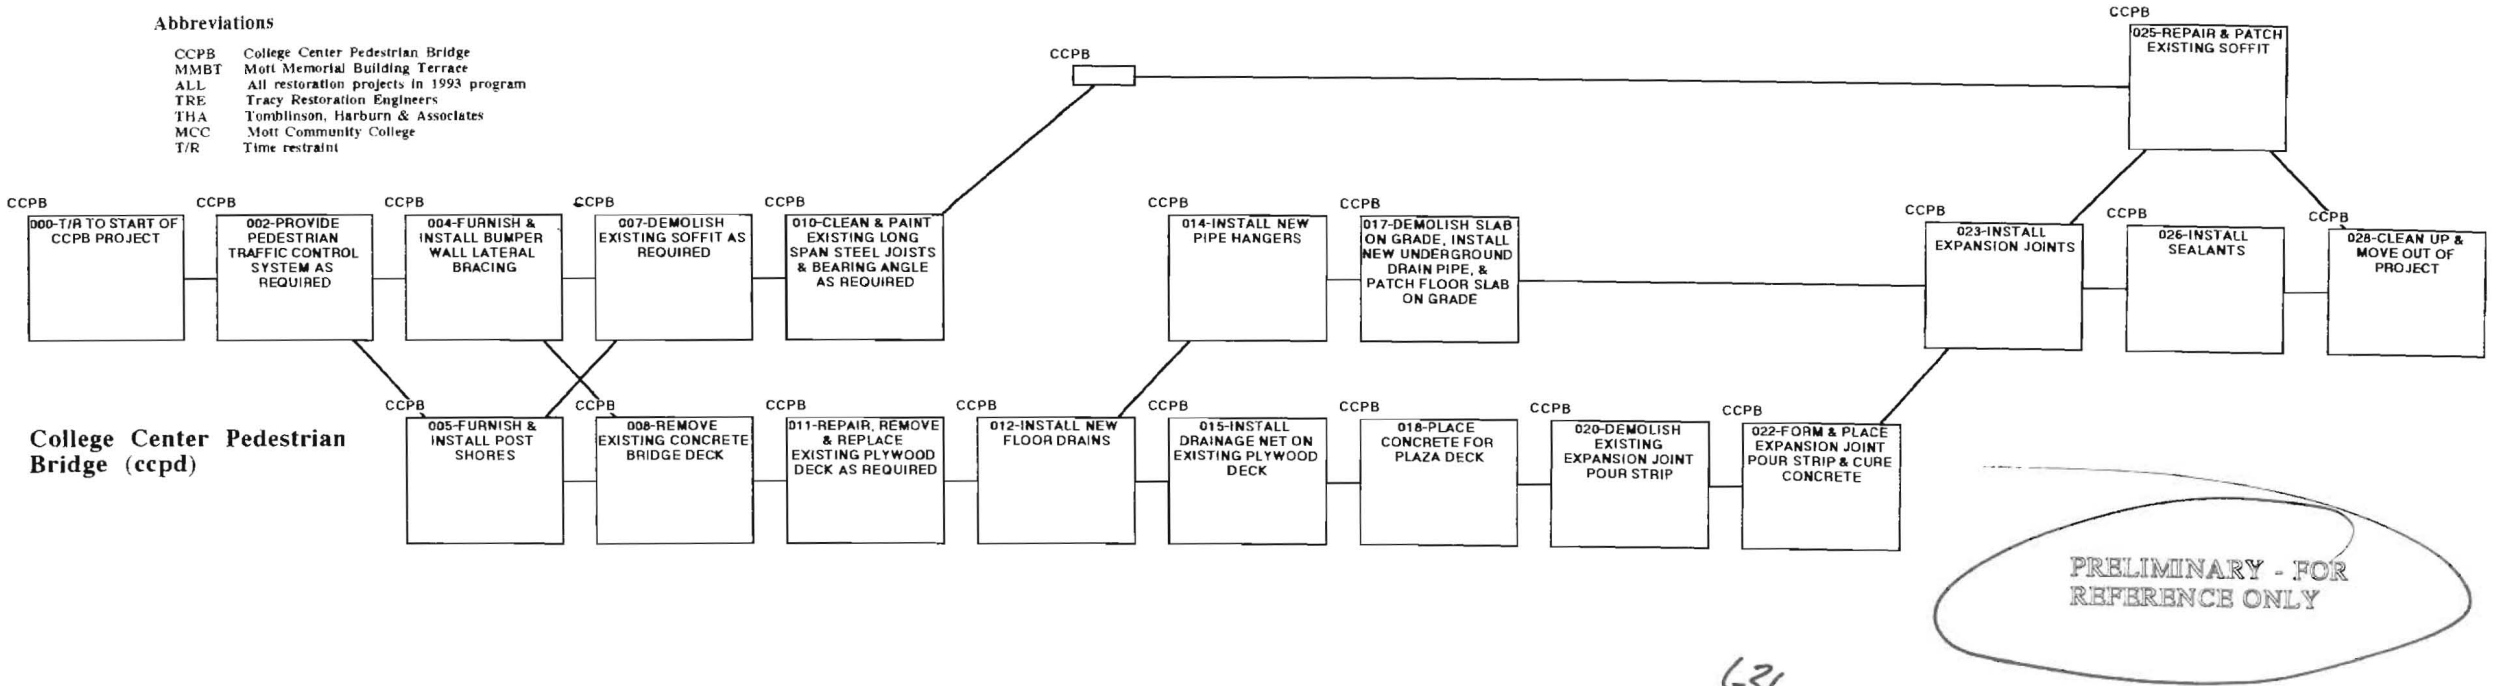 Abbreviations
CCPB College Center Pedestrian Bridge
MMBT Mott Memorial Building Terrace
ALL All restoration projects in 1993 program
TRE Tracy Restoration Engineers
THA Tomblinson, Harburn & Associates
MCC Mott Community College
T/R Time restraint
CCPB
CCPB
025-REPAIR & PATCH
EXISTING SOFFIT
CCPB
000-T/R TO START OF
CCPB PROJECT
CCPB
002-PROVIDE
PEDESTRIAN
TRAFFIC CONTROL
SYSTEM AS
REQUIRED
CCPB
004-FURNISH &
INSTALL BUMPER
WALL LATERAL
BRACING
CCPB
007-DEMOLISH
EXISTING SOFFIT AS
REQUIRED
CCPB
010-CLEAN & PAINT
EXISTING LONG
SPAN STEEL JOISTS
& BEARING ANGLE
AS REQUIRED
CCPB
014-INSTALL NEW
PIPE HANGERS
CCPB
017-DEMOLISH SLAB
ON GRADE, INSTALL
NEW UNDERGROUND
DRAIN PIPE, &
PATCH FLOOR SLAB
ON GRADE
CCPB
023-INSTALL
EXPANSION JOINTS
CCPB
026-INSTALL
SEALANTS
CCPB
028-CLEAN UP &
MOVE OUT OF
PROJECT
College Center Pedestrian
Bridge (ccpd)
CCPB
005-FURNISH &
INSTALL POST
SHORES
CCPB
008-REMOVE
EXISTING CONCRETE
BRIDGE DECK
CCPB
011-REPAIR, REMOVE
& REPLACE
EXISTING PLYWOOD
DECK AS REQUIRED
CCPB
012-INSTALL NEW
FLOOR DRAINS
CCPB
015-INSTALL
DRAINAGE NET ON
EXISTING PLYWOOD
DECK
CCPB
018-PLACE
CONCRETE FOR
PLAZA DECK
CCPB
020-DEMOLISH
EXISTING
EXPANSION JOINT
POUR STRIP
CCPB
022-FORM & PLACE
EXPANSION JOINT
POUR STRIP & CURE
CONCRETE
PRELIMINARY - FOR
REFERENCE ONLY